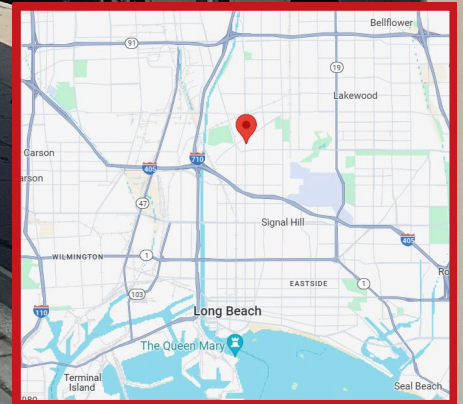 Bellflower
91
19
Lakewood
Carson
arson
405
710
47
Signal Hill
WILMINGTON
1
405
EASTSIDE
1
103
110
Long Beach
The Queen Mary
Terminal
Island
Seal Beach